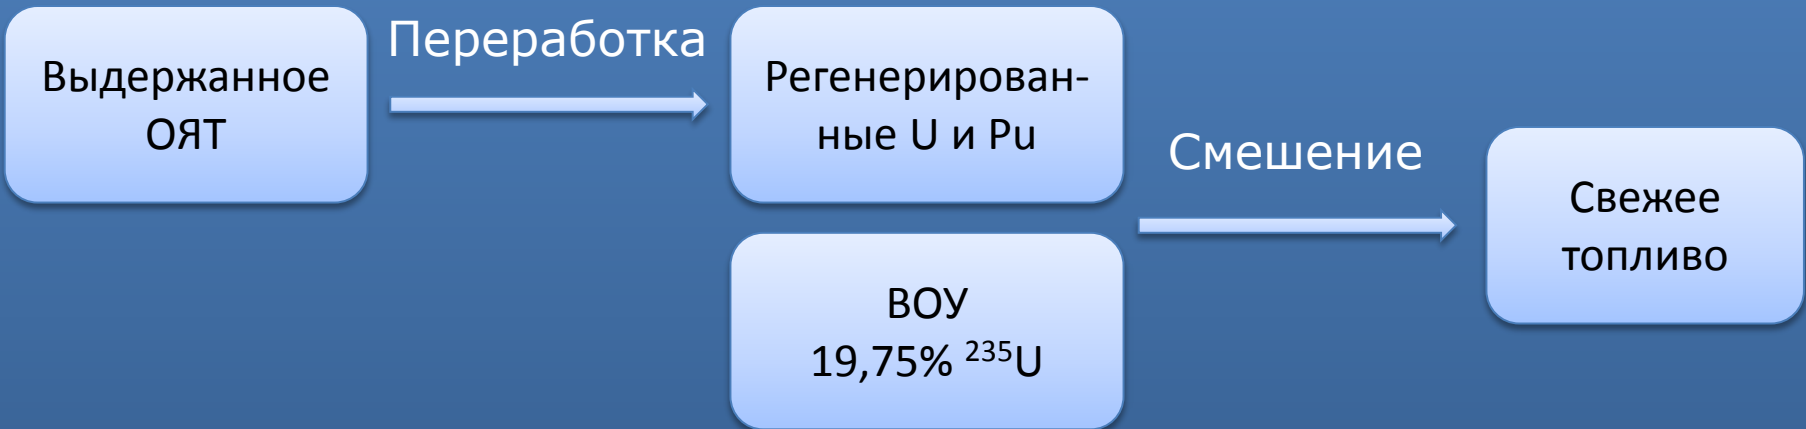 Выдержанное
ОЯТ
Переработка
Регенерирован-
ные U и Pu
ВОУ
19,75% ²³⁵U
Смешение
Свежее
топливо